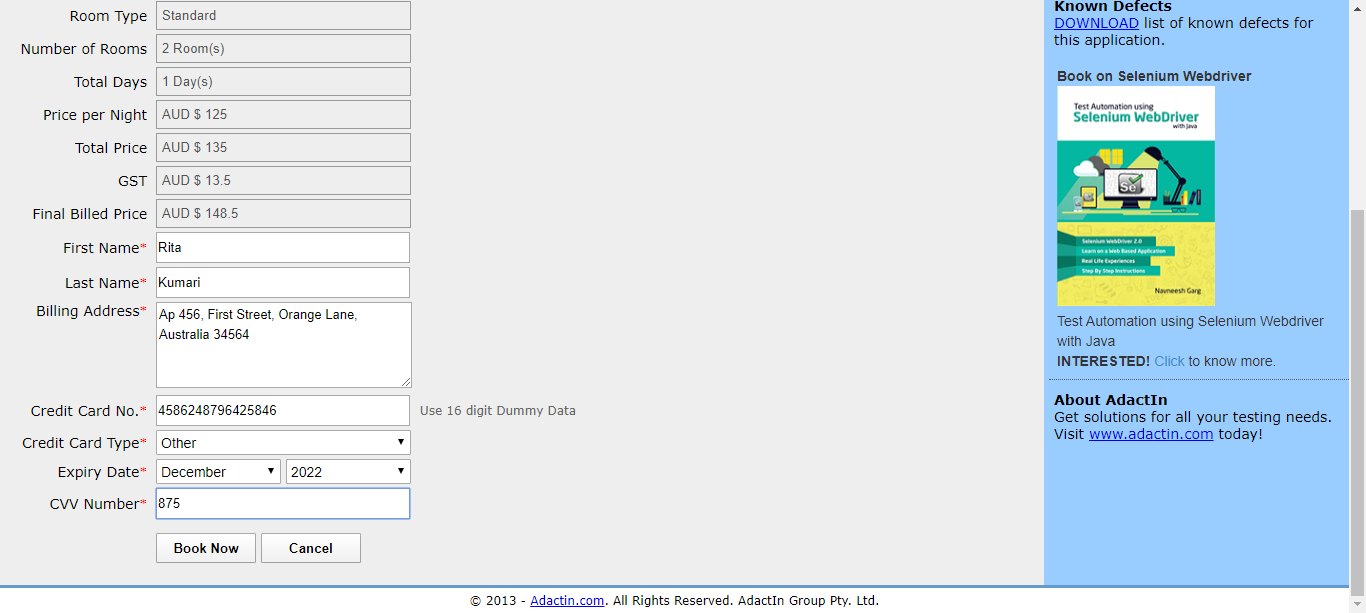 Room Type Standard
Number of Rooms 2 Room(s)
Total Days 1 Day(s)
Price per Night AUD $ 125
Total Price AUD $ 135
GST AUD $ 13.5
Final Billed Price AUD $ 148.5
First Name* Rita
Last Name* Kumari
Billing Address* Ap 456, First Street, Orange Lane,
Australia 34564
Credit Card No.* 4586248796425846 Use 16 digit Dummy Data
Credit Card Type* Other
Expiry Date* December 2022
CVV Number* 875
Book Now Cancel
Known Defects
DOWNLOAD list of known defects for
this application.
Book on Selenium Webdriver
Test Automation using
Selenium WebDriver
with Java
Se
Selenium WebDriver 2.0
Learn on a Web Based Application
Real Life Experiences
Step By Step Instructions
Navneesh Garg
Test Automation using Selenium Webdriver
with Java
INTERESTED! Click to know more.
About AdactIn
Get solutions for all your testing needs.
Visit www.adactin.com today!
© 2013 - Adactin.com. All Rights Reserved. AdactIn Group Pty. Ltd.